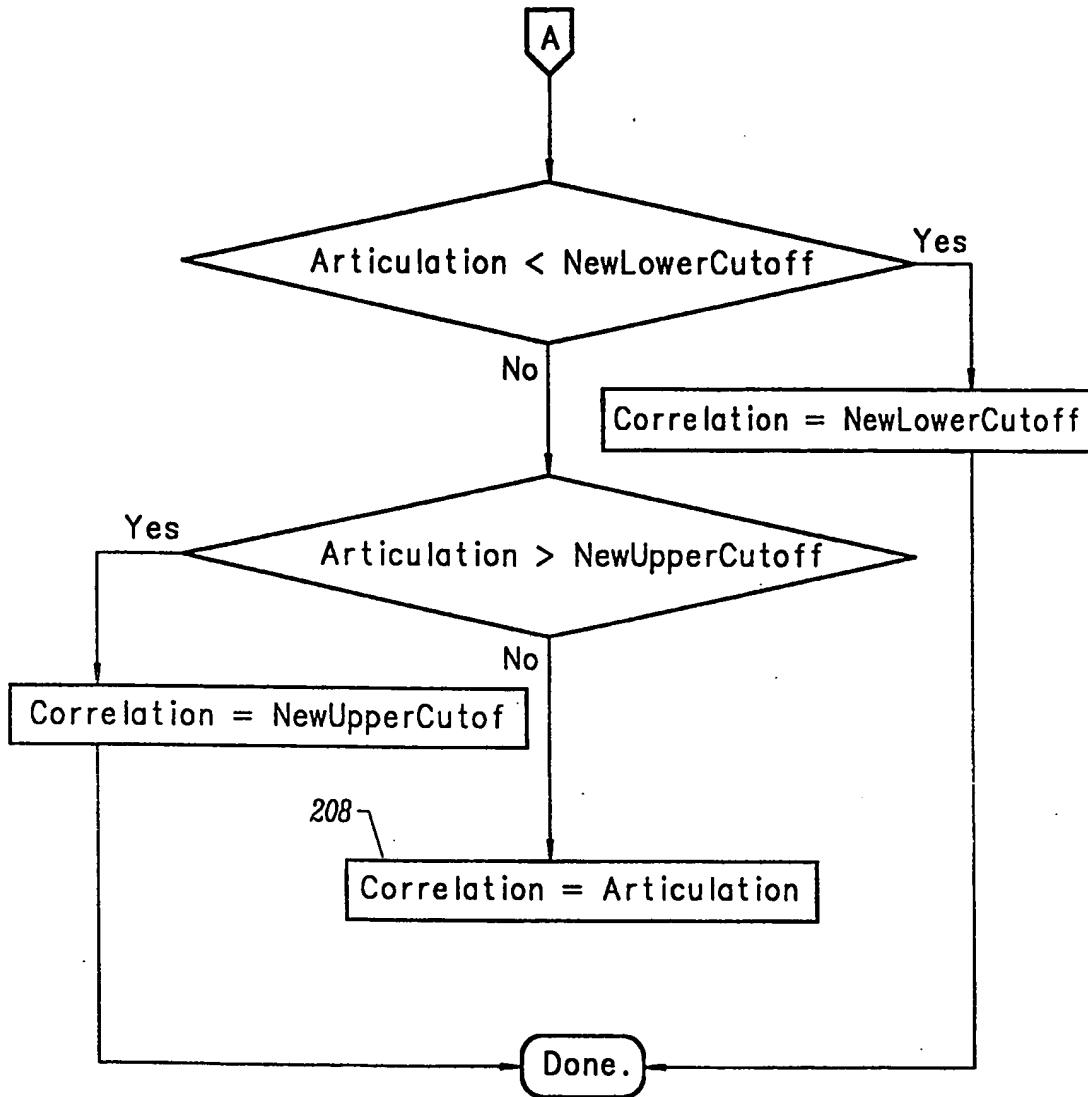 A
Articulation < NewLowerCutoff
Yes
No
Correlation = NewLowerCutoff
Yes
Articulation > NewUpperCutoff
No
Correlation = NewUpperCutof
208
Correlation = Articulation
Done.